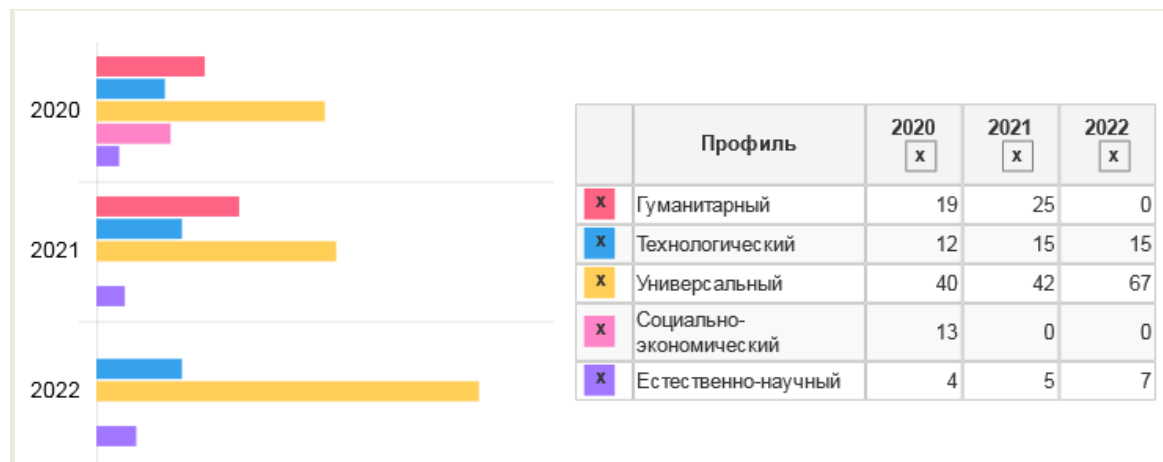 2020
2021
2022
Профиль 2020 2021 2022
x x x
x Гуманитарный 19 25 0
x Технологический 12 15 15
x Универсальный 40 42 67
x Социально-
экономический 13 0 0
x Естественно-научный 4 5 7